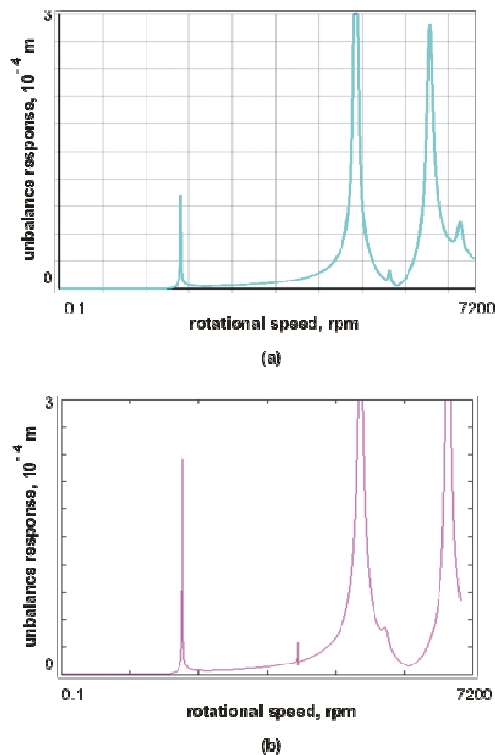 3
unbalance response, 10⁻⁴ m
0
0.1
7200
rotational speed, rpm
(a)
3
unbalance response, 10⁻⁴ m
0
0.1
7200
rotational speed, rpm
(b)